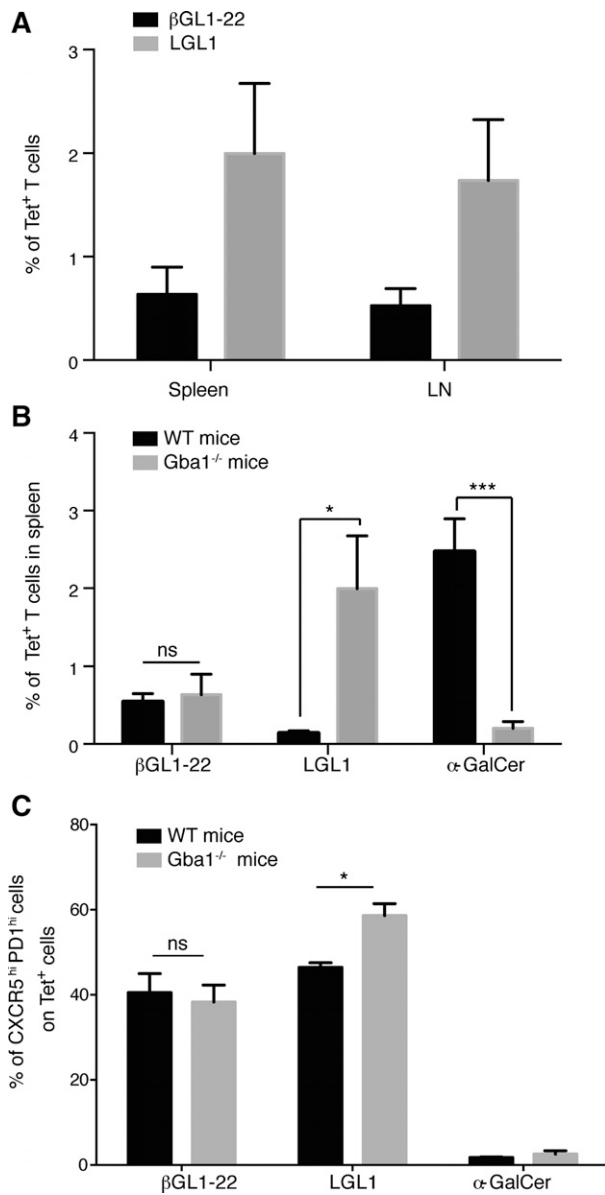 A
βGL1-22
LGL1
3
2
1
0
% of Tet⁺ T cells
Spleen LN
B
WT mice
Gba1⁻/⁻ mice
4
3
2
1
0
% of Tet⁺ T cells in spleen
ns
*
***
βGL1-22 LGL1 α-GalCer
C
WT mice
Gba1⁻/⁻ mice
80
60
40
20
0
% of CXCR5ʰⁱ PD1ʰⁱ cells
on Tet⁺ cells
ns
*
βGL1-22 LGL1 α-GalCer